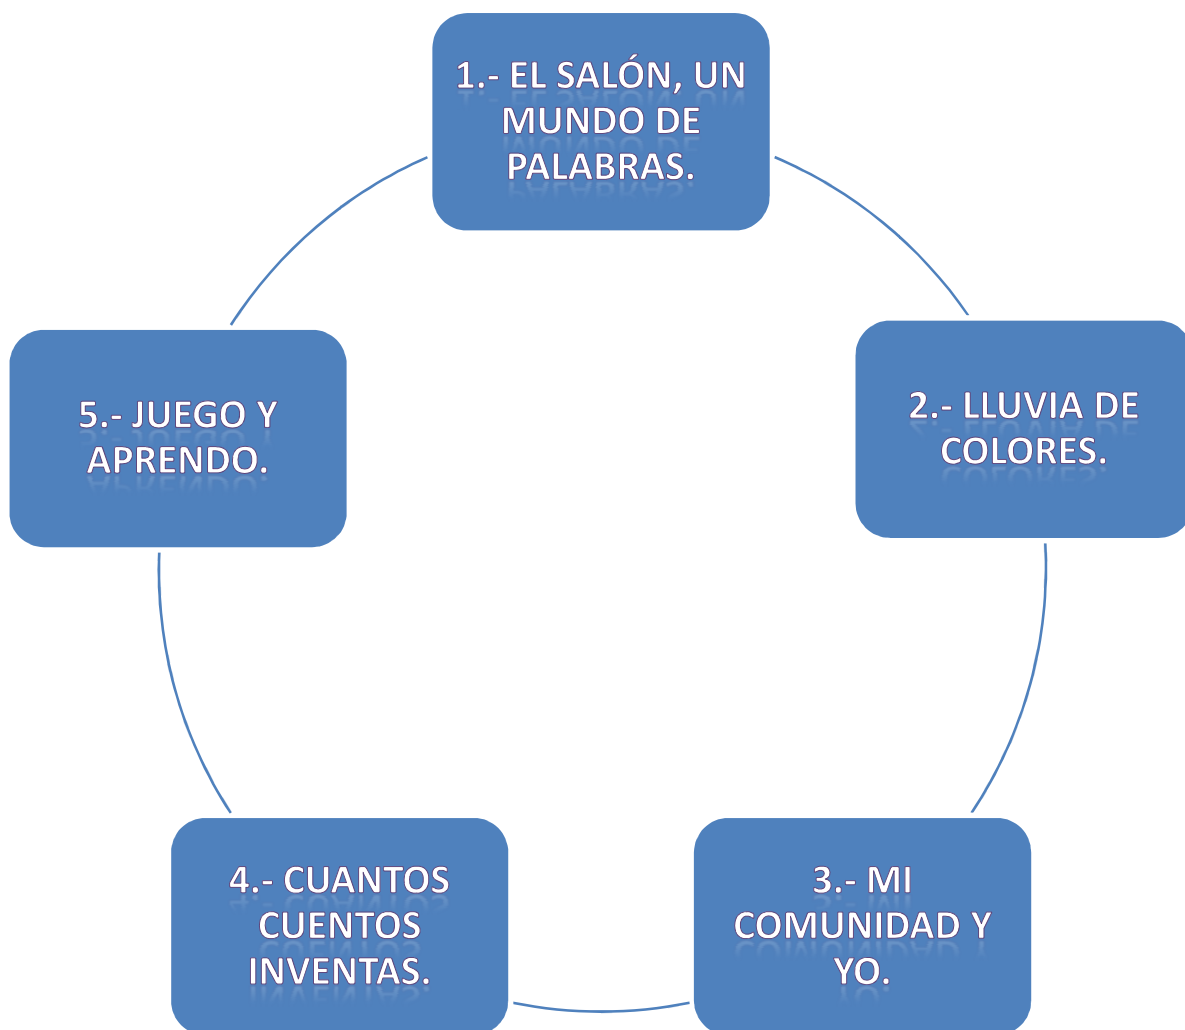 1.- EL SALÓN, UN
MUNDO DE
PALABRAS.
2.- LLUVIA DE
COLORES.
3.- MI
COMUNIDAD Y
YO.
4.- CUANTOS
CUENTOS
INVENTAS.
5.- JUEGO Y
APRENDO.